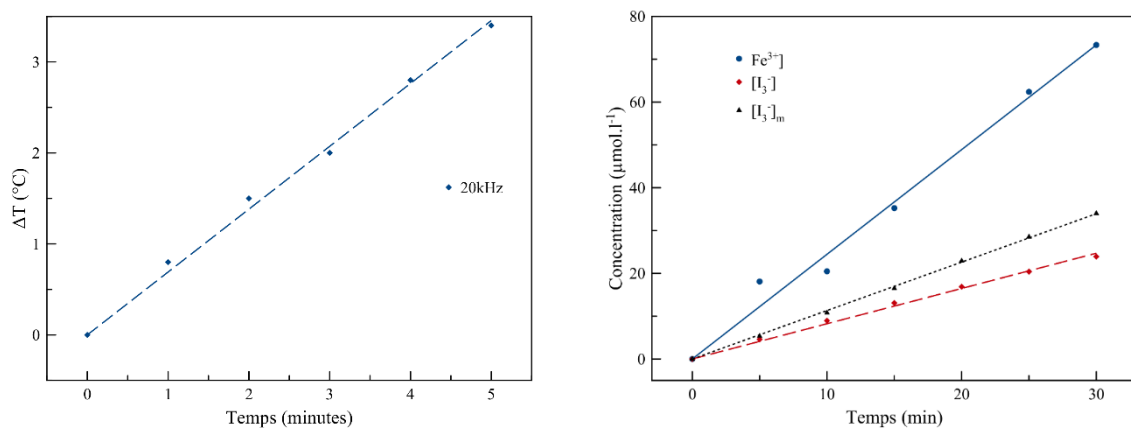 3
2
1
0
ΔT (°C)
20kHz
0 1 2 3 4 5
Temps (minutes)
80
60
40
20
0
Concentration (µmol.l⁻¹)
Fe³⁺]
[I₃⁻]
[I₃⁻]ₘ
0 10 20 30
Temps (min)